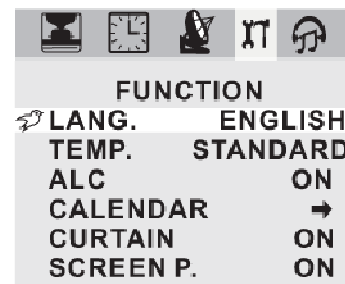 FUNCTION
LANG. ENGLISH
TEMP. STANDARD
ALC ON
CALENDAR ➡
CURTAIN ON
SCREEN P. ON